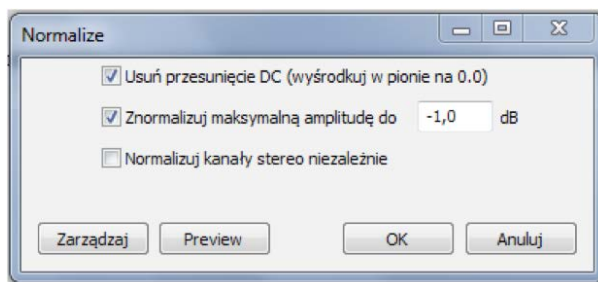 Normalize
Usuń przesunięcie DC (wyśrodkuj w pionie na 0.0)
Znormalizuj maksymalną amplitudę do -1,0 dB
Normalizuj kanały stereo niezależnie
Zarządzaj Preview OK Anuluj